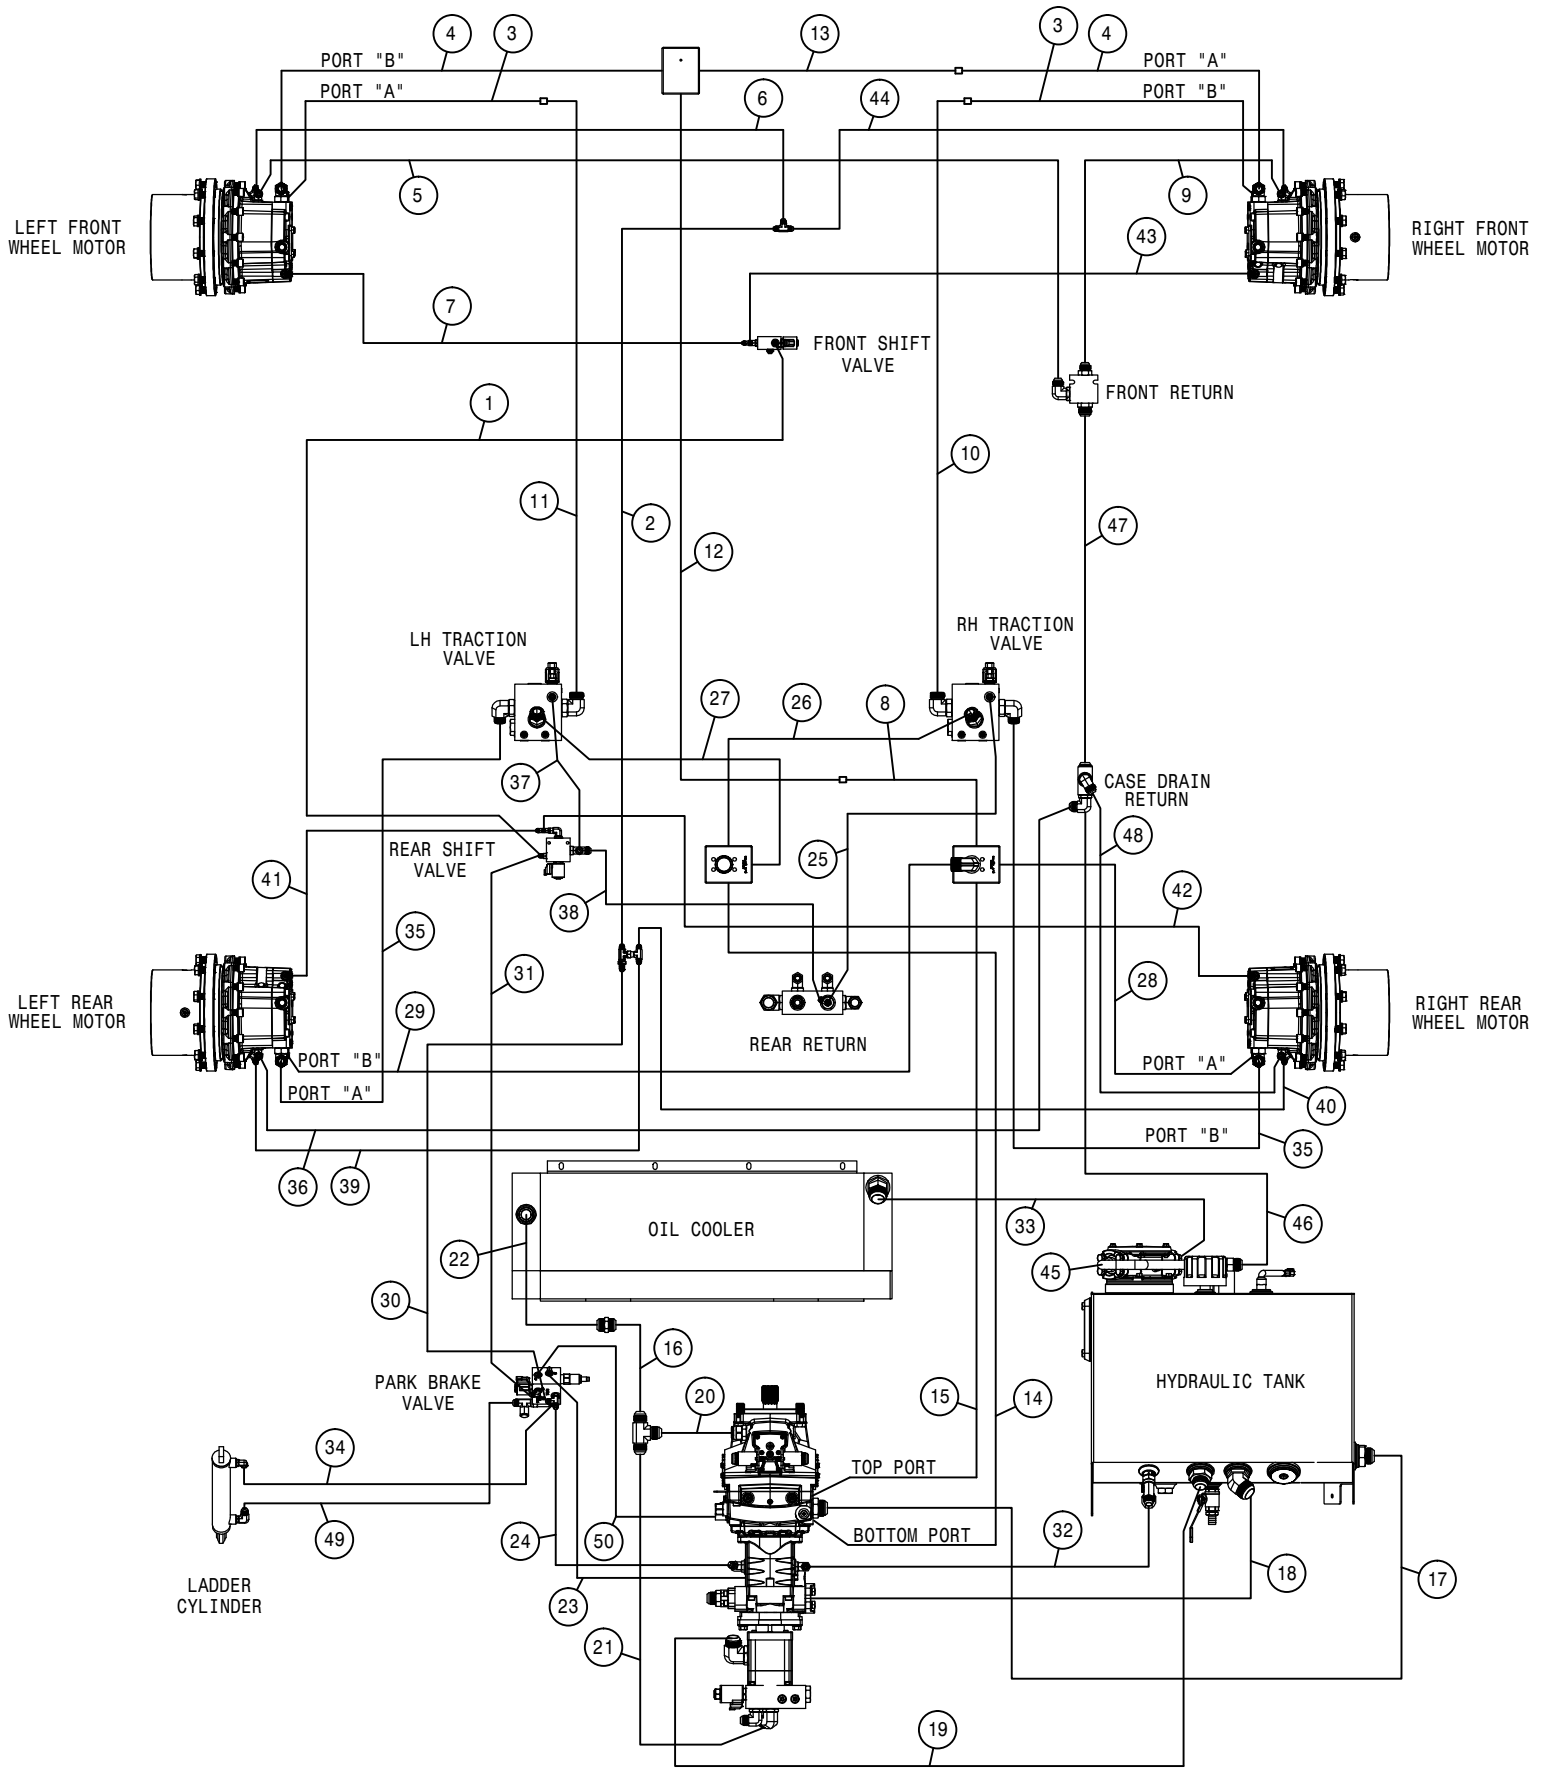 4
3
13
3
4
PORT "B"
PORT "A"
PORT "A"
PORT "B"
6
44
5
9
LEFT FRONT
WHEEL MOTOR
RIGHT FRONT
WHEEL MOTOR
43
7
FRONT SHIFT
VALVE
FRONT RETURN
1
10
11
2
47
12
LH TRACTION
VALVE
RH TRACTION
VALVE
27
26
8
37
CASE DRAIN
RETURN
REAR SHIFT
VALVE
25
48
41
38
42
35
31
28
29
LEFT REAR
WHEEL MOTOR
RIGHT REAR
WHEEL MOTOR
REAR RETURN
PORT "B"
PORT "A"
PORT "A"
40
PORT "B"
35
36
39
OIL COOLER
33
46
22
45
30
16
PARK BRAKE
VALVE
HYDRAULIC TANK
20
15
14
34
TOP PORT
49
24
50
BOTTOM PORT
32
LADDER
CYLINDER
23
18
17
21
19